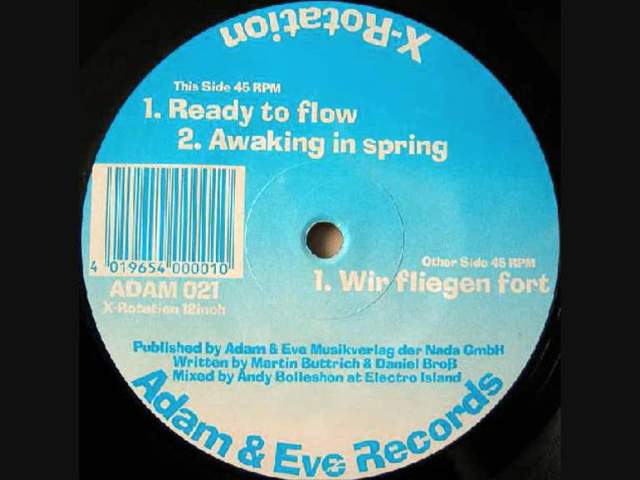 X-Rotation
This Side 45 RPM
1. Ready to flow
2. Awaking in spring
4 019654 000010
Other Side 45 RPM
1. Wir fliegen fort
ADAM 021
X-Rotation 12inch
Published by Adam & Eve Musikverlag der Nada GmbH
Written by Martin Buttrich & Daniel Broß
Mixed by Andy Bolleshon at Electro Island
Adam & Eve Records